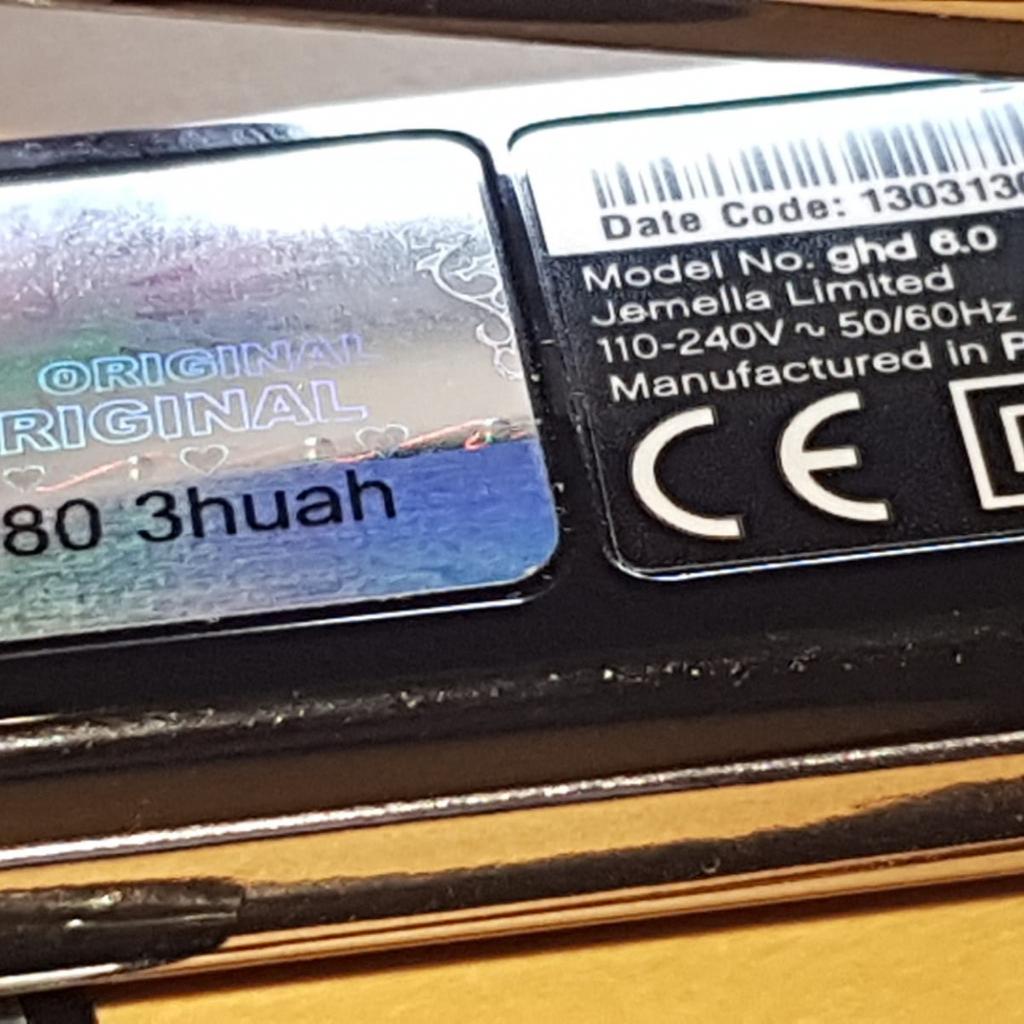 ORIGINAL
RIGINAL
80 3huah
Date Code: 130313
Model No. ghd 6.0
Jemella Limited
110-240V ~ 50/60Hz
Manufactured in
CE